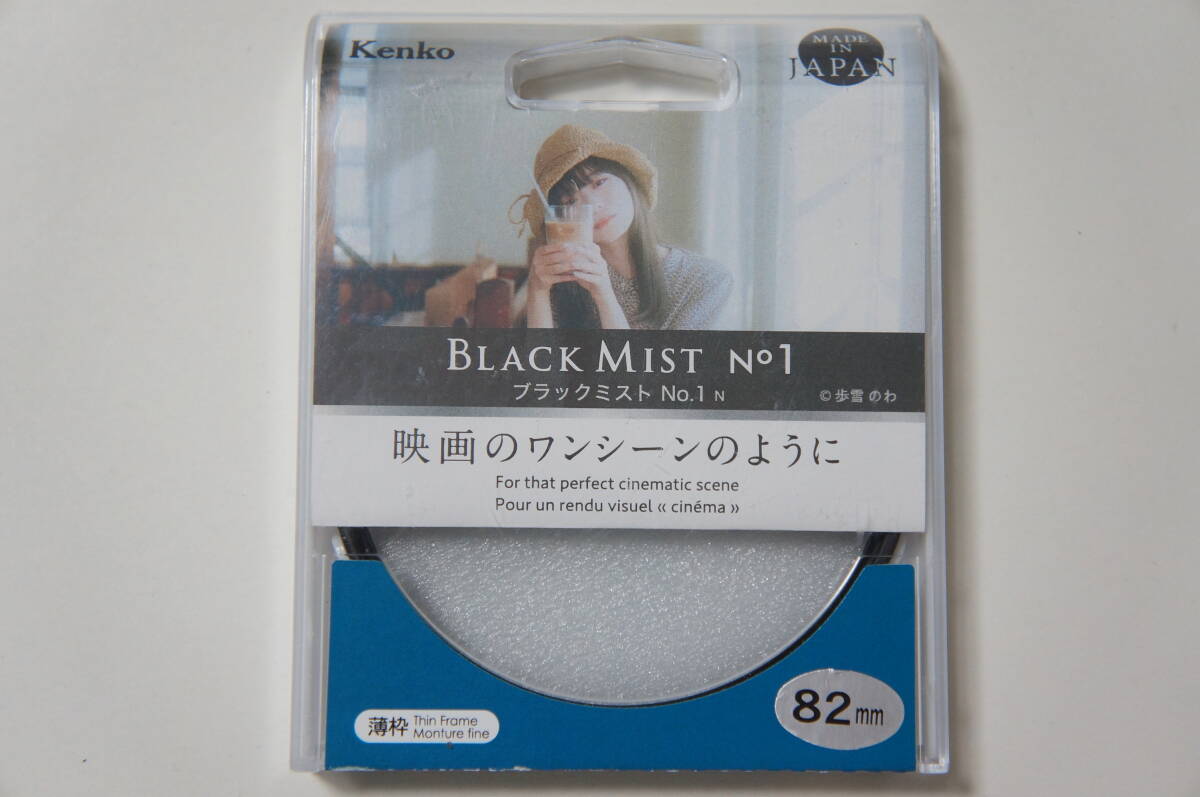 Kenko
MADE
IN
JAPAN
BLACK MIST Nº1
ブラックミスト No.1 N
© 歩雪 のわ
映画のワンシーンのように
For that perfect cinematic scene
Pour un rendu visuel « cinéma »
薄枠
Thin Frame
Monture fine
82mm